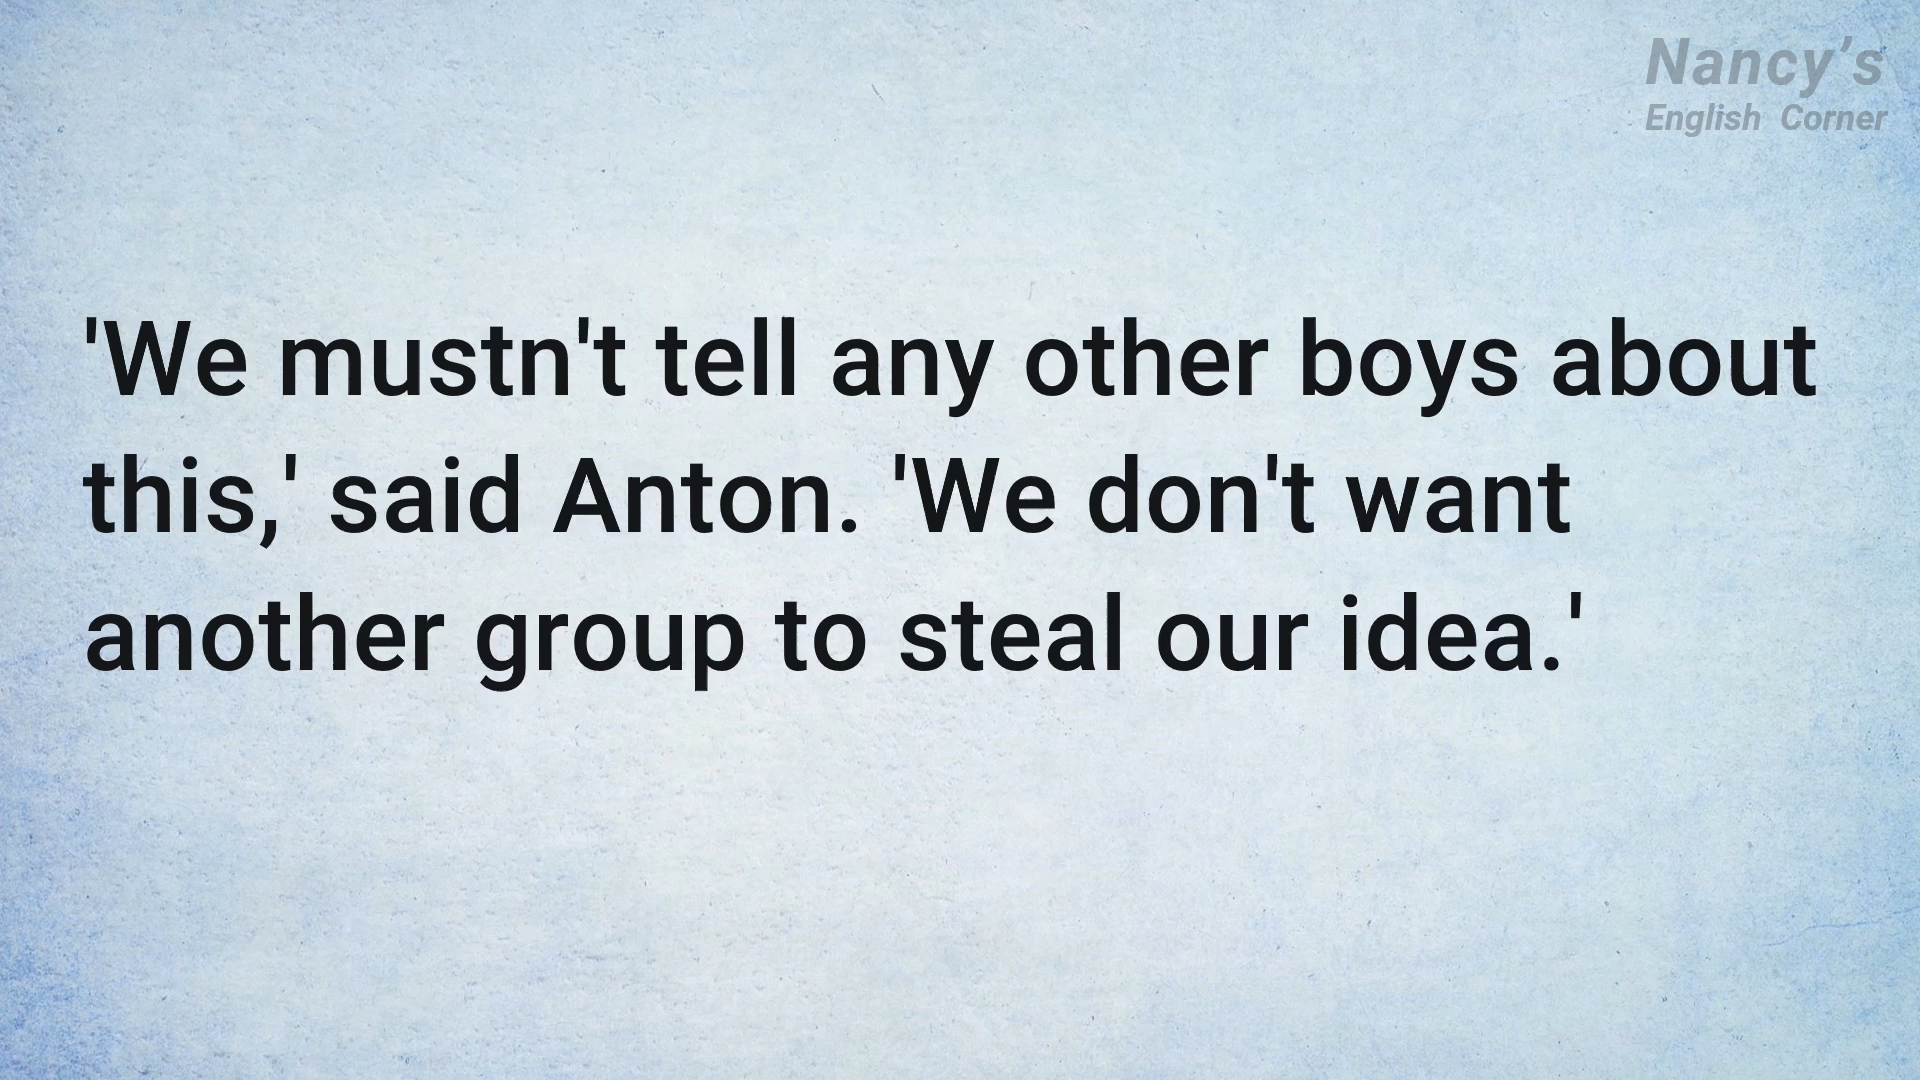 Nancy’s
English Corner
'We mustn't tell any other boys about
this,' said Anton. 'We don't want
another group to steal our idea.'